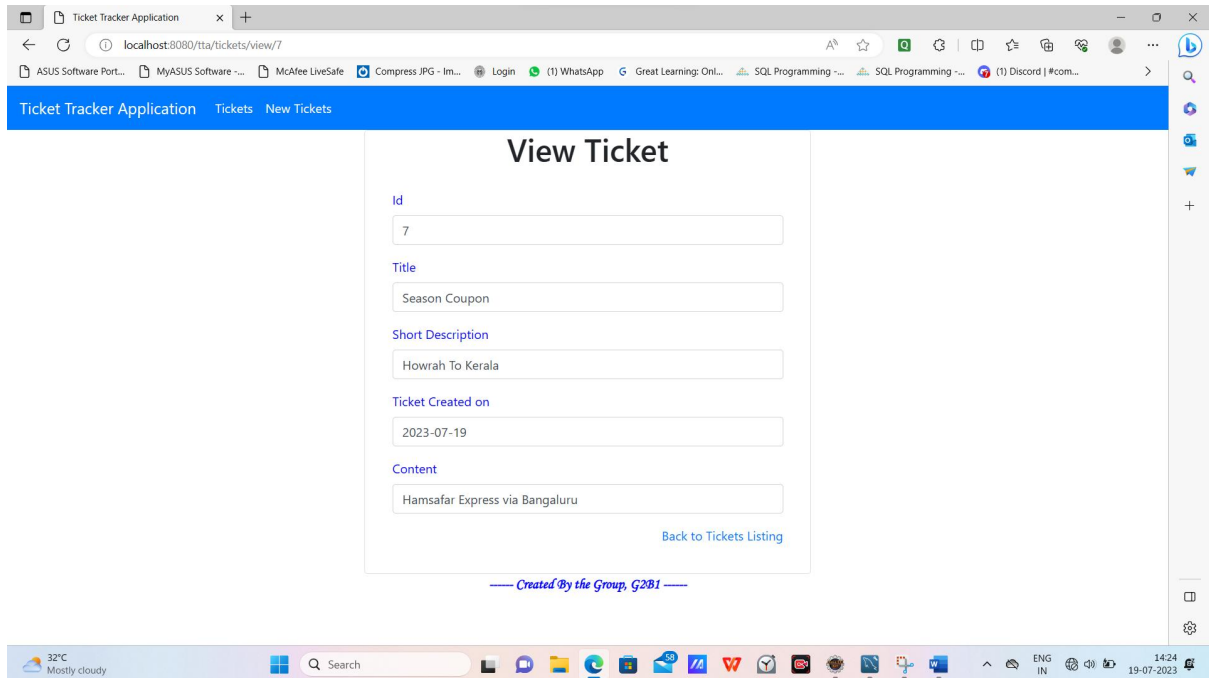 Ticket Tracker Application
localhost:8080/tta/tickets/view/7
ASUS Software Port... MyASUS Software -... McAfee LiveSafe Compress JPG - Im... Login (1) WhatsApp Great Learning: Onl... SQL Programming -... SQL Programming -... (1) Discord | #com...
Ticket Tracker Application Tickets New Tickets
View Ticket
Id
7
Title
Season Coupon
Short Description
Howrah To Kerala
Ticket Created on
2023-07-19
Content
Hamsafar Express via Bangaluru
Back to Tickets Listing
------ Created By the Group, G2B1 ------
32°C
Mostly cloudy
Search
58
ENG
IN
14:24
19-07-2023